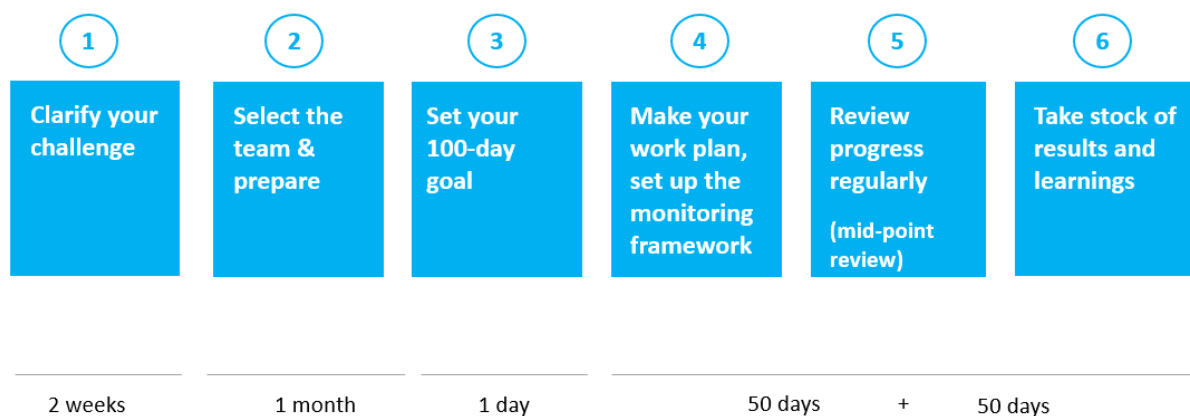 1
2
3
4
5
6
Clarify your
challenge
Select the
team &
prepare
Set your
100-day
goal
Make your
work plan,
set up the
monitoring
framework
Review
progress
regularly
(mid-point
review)
Take stock of
results and
learnings
2 weeks
1 month
1 day
50 days + 50 days